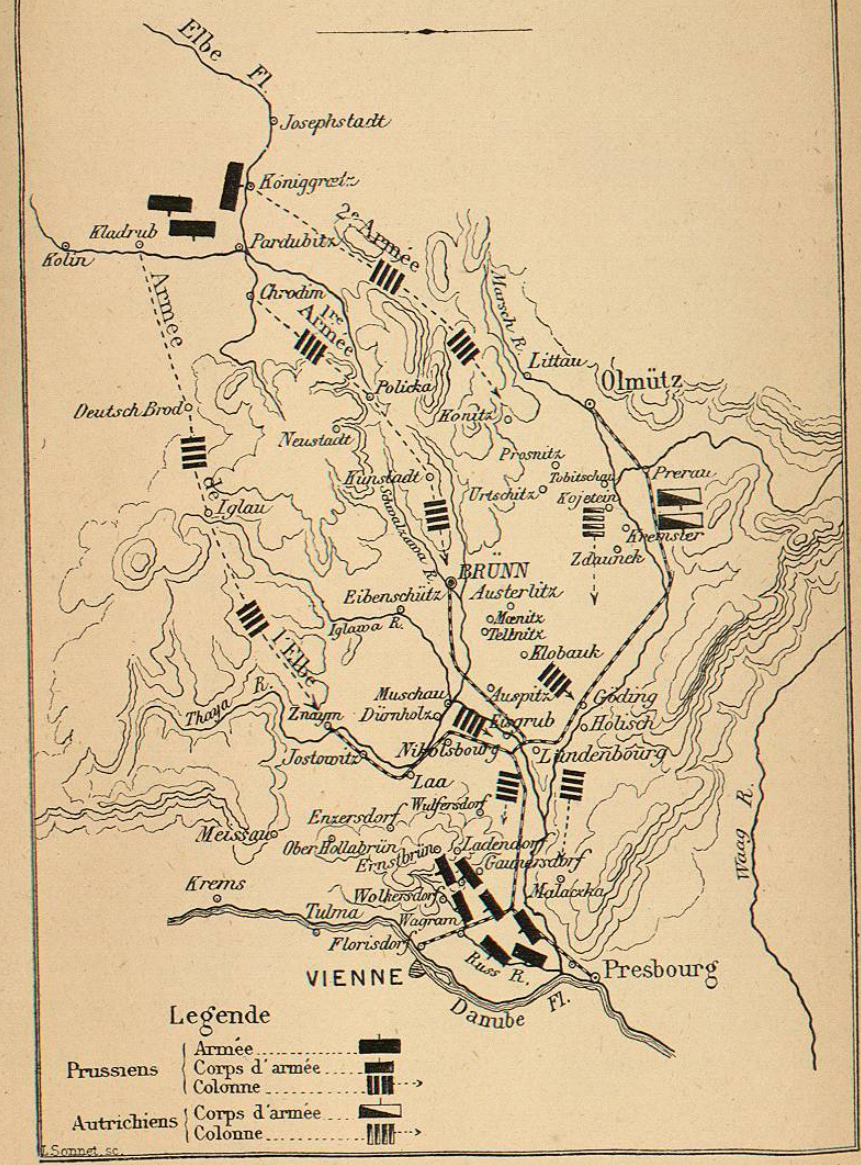 Elbe Fl.
Josephstadt
Königgrœtz
2e Armée
Kladrub
Kolin
Pardubitz
Armée
Chrodim
1re Armée
Marsch R.
Littau
Olmütz
Policka
Deutsch Brod
Konitz
Neustadt
Prosnitz
Tobitschau
Prerau
Kunstadt
Urtschitz
Kojetein
de
Iglau
Schwalzawa R.
Kremsier
Zdaunek
BRÜNN
Austerlitz
Eibenschütz
Mœnitz
Iglawa R.
Tellnitz
Klobauk
l'Elbe
Thaya R.
Muschau
Auspitz
Göding
Znaym
Dürnholz
Eisgrub
Holisch
Nikolsbourg
Lundenbourg
Jostowitz
Laa
Wulfersdorf
Enzersdorf
Waag R.
Meissau
Ober Hollabrün
Ladendorf
Ernstbrün
Gaunersdorf
Krems
Wolkersdorf
Malaczka
Tulma
Wagram
Florisdorf
Russ R.
VIENNE
Presbourg
Danube Fl.
Legende
Prussiens
Armée
Corps d'armée
Colonne
Autrichiens
Corps d'armée
Colonne
L.Sonnet. sc.